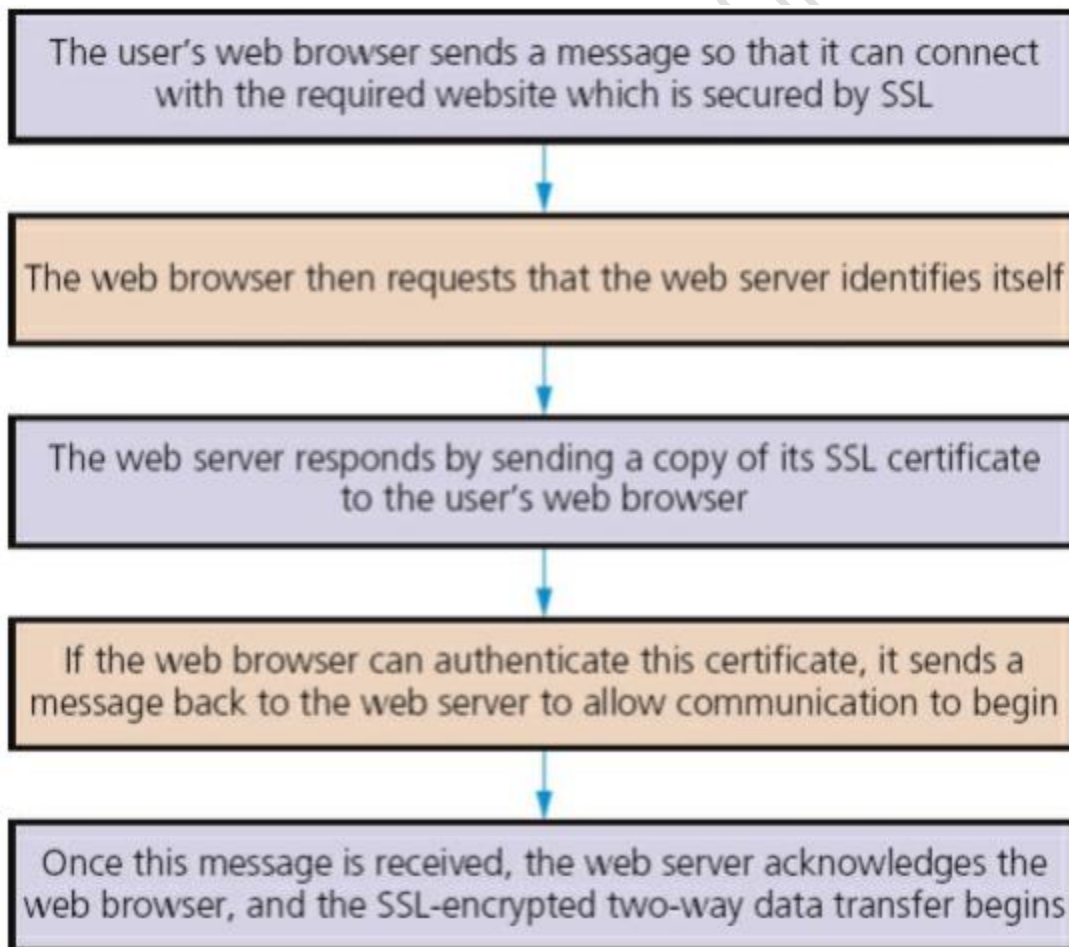 The user's web browser sends a message so that it can connect
with the required website which is secured by SSL
The web browser then requests that the web server identifies itself
The web server responds by sending a copy of its SSL certificate
to the user's web browser
If the web browser can authenticate this certificate, it sends a
message back to the web server to allow communication to begin
Once this message is received, the web server acknowledges the
web browser, and the SSL-encrypted two-way data transfer begins